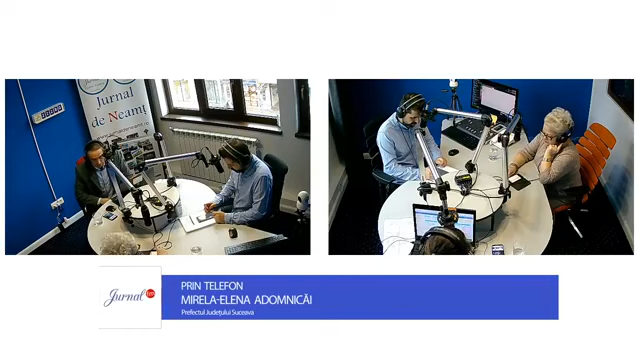 Jurnal
de Neamț
PRIN TELEFON
MIRELA-ELENA ADOMNICĂI
Prefectul Județului Suceava
Jurnal